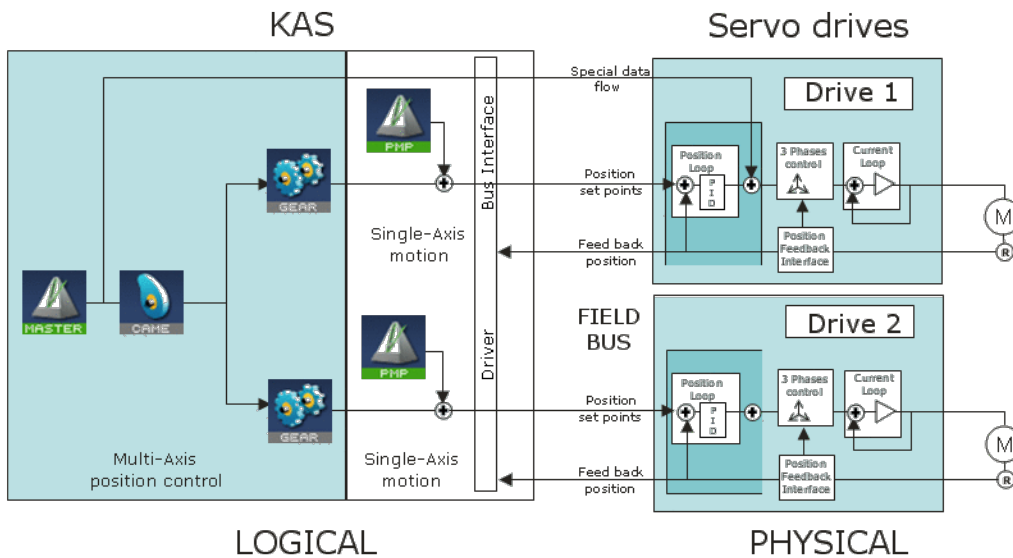 KAS
Servo drives
Special data
flow
Drive 1
PMP
Bus Interface
Position
Loop
P
I
D
3 Phases
control
Current
Loop
GEAR
Position
set points
M
Single-Axis
motion
Feed back
position
Position
Feedback
Interface
R
MASTER
CAME
FIELD
BUS
Drive 2
PMP
Driver
Position
Loop
P
I
D
3 Phases
control
Current
Loop
GEAR
Position
set points
M
Multi-Axis
position control
Single-Axis
motion
Feed back
position
Position
Feedback
Interface
R
LOGICAL
PHYSICAL